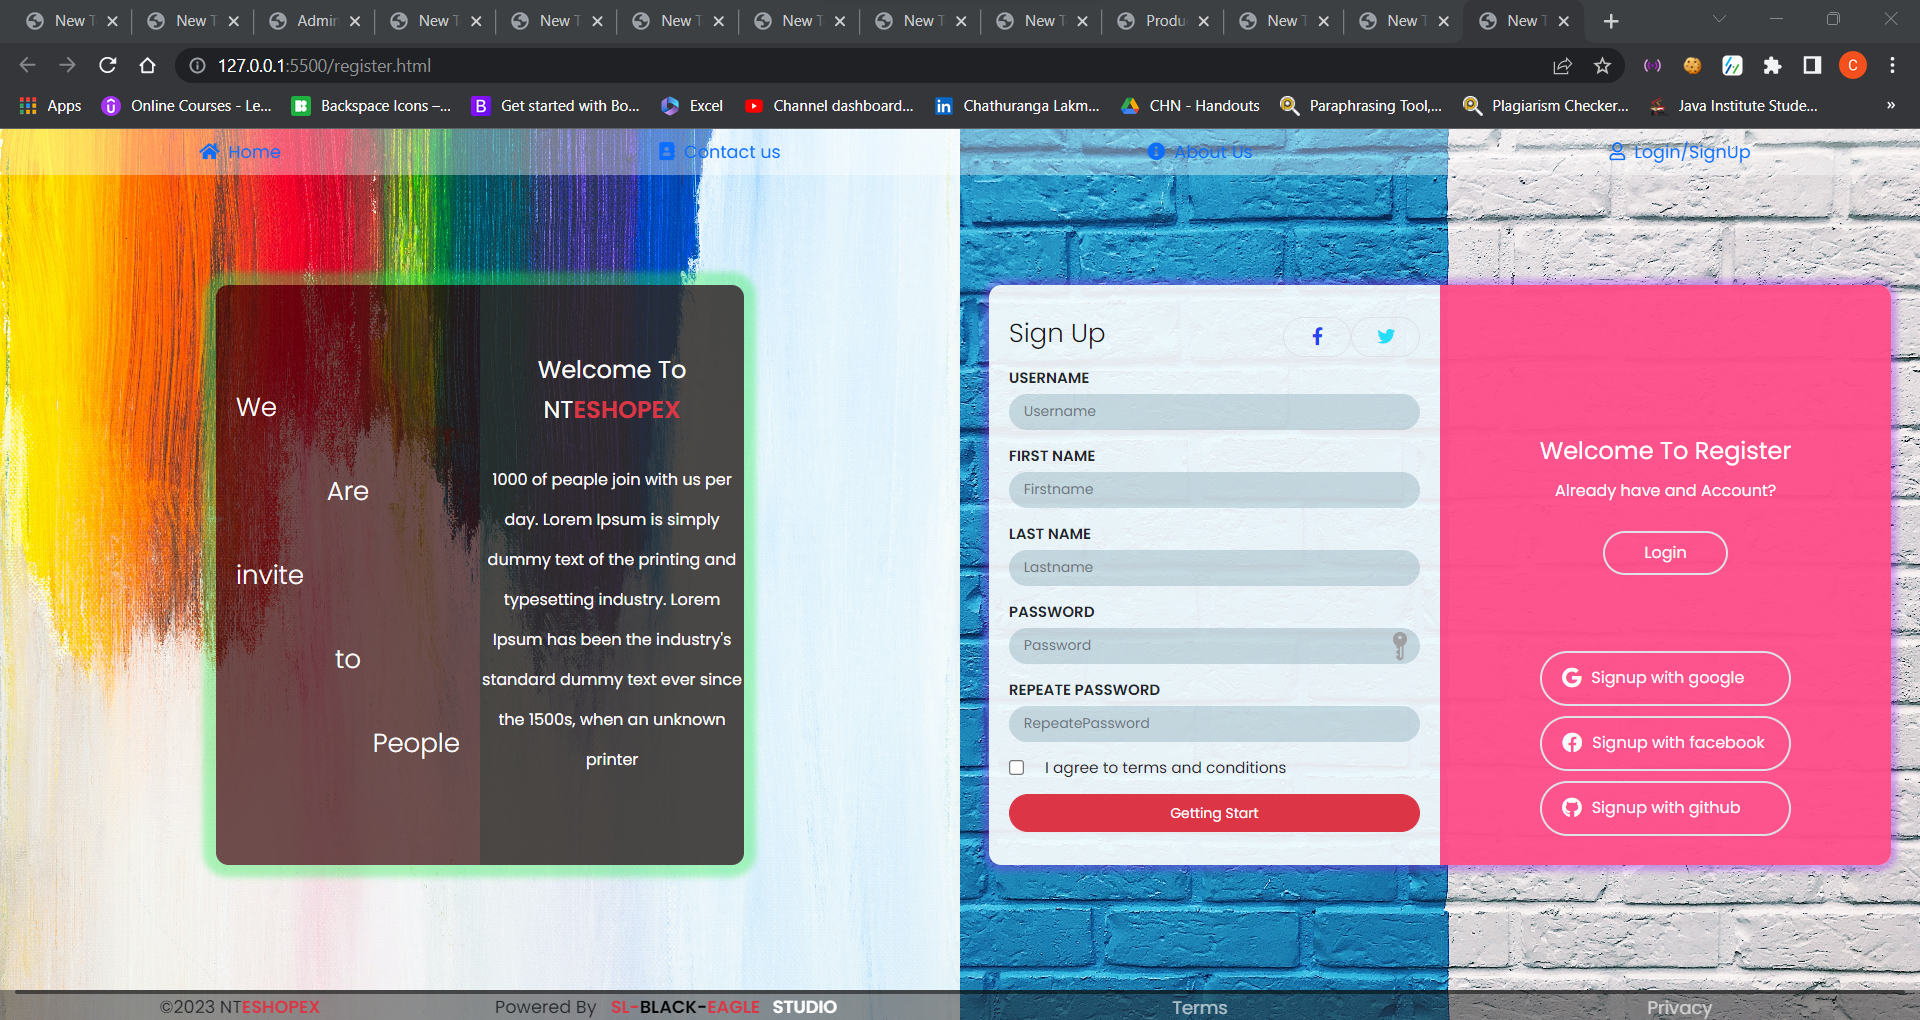 New T
New T
Admin
New T
New T
New T
New T
New T
New T
Produ
New T
New T
New T
127.0.0.1:5500/register.html
C
Apps
Online Courses - Le...
Backspace Icons –...
Get started with Bo...
Excel
Channel dashboard...
Chathuranga Lakm...
CHN - Handouts
Paraphrasing Tool,...
Plagiarism Checker...
Java Institute Stude...
»
Home
Contact us
About Us
Login/SignUp
We
Are
invite
to
People
Welcome To
NTESHOPEX
1000 of peaple join with us per
day. Lorem Ipsum is simply
dummy text of the printing and
typesetting industry. Lorem
Ipsum has been the industry's
standard dummy text ever since
the 1500s, when an unknown
printer
Sign Up
USERNAME
Username
FIRST NAME
Firstname
LAST NAME
Lastname
PASSWORD
Password
REPEATE PASSWORD
RepeatePassword
I agree to terms and conditions
Getting Start
Welcome To Register
Already have and Account?
Login
Signup with google
Signup with facebook
Signup with github
©2023 NTESHOPEX
Powered By SL-BLACK-EAGLE STUDIO
Terms
Privacy